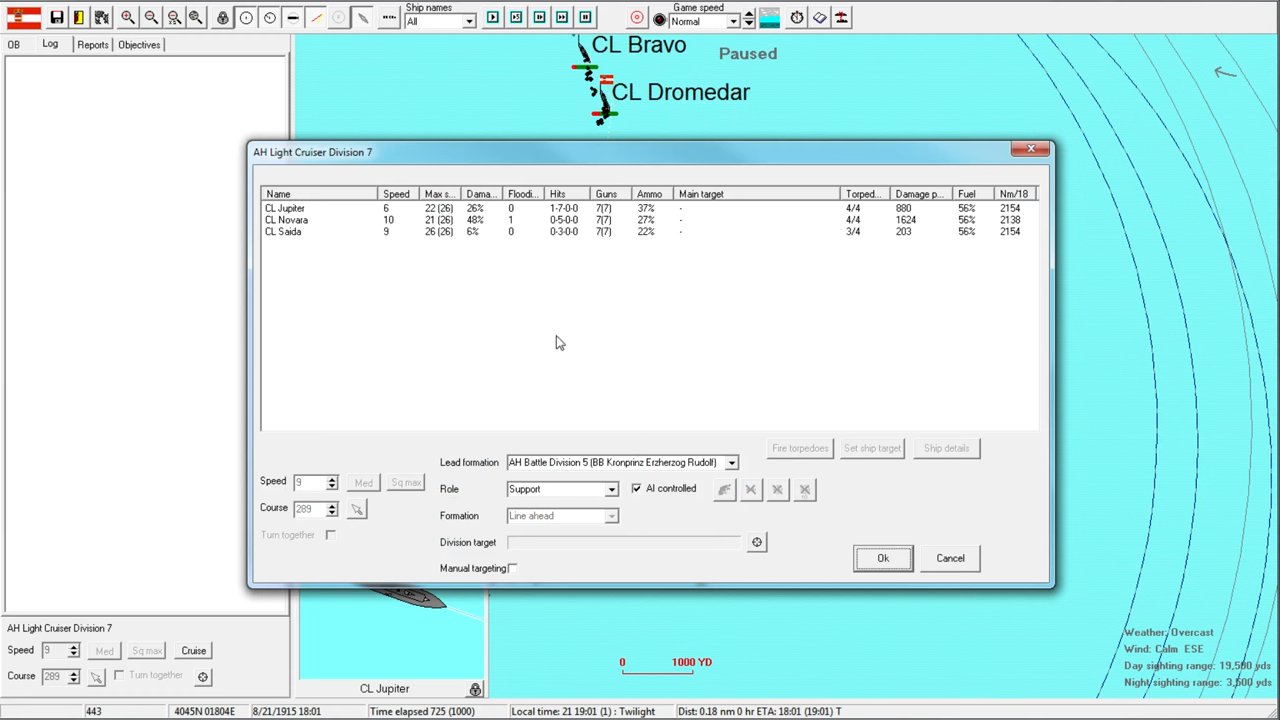 Ship names
All
Game speed
Normal
OB Log Reports Objectives
CL Bravo
Paused
CL Dromedar
AH Light Cruiser Division 7
Name Speed Max s... Dama... Floodi... Hits Guns Ammo Main target Torped... Damage p... Fuel Nm/18
CL Jupiter 6 22 (26) 26% 0 1-7-0-0 7(7) 37% - 4/4 880 56% 2154
CL Novara 10 21 (26) 48% 1 0-5-0-0 7(7) 27% - 4/4 1624 56% 2138
CL Saida 9 26 (26) 6% 0 0-3-0-0 7(7) 22% - 3/4 203 56% 2154
Fire torpedoes Set ship target Ship details
Lead formation AH Battle Division 5 (BB Kronprinz Erzherzog Rudolf)
Speed 9 Med Sq max
Role Support AI controlled
Course 289
Formation Line ahead
Turn together
Division target
Ok Cancel
Manual targeting
AH Light Cruiser Division 7
Speed 9 Med Sq max Cruise
Course 289 Turn together
CL Jupiter
0 1000 YD
Weather: Overcast
Wind: Calm ESE
Day sighting range: 19,500 yds
Night sighting range: 3,600 yds
443 4045N 01804E 8/21/1915 18:01 Time elapsed 725 (1000) Local time: 21 19:01 (1) : Twilight Dist: 0.18 nm 0 hr ETA: 18:01 (19:01) T